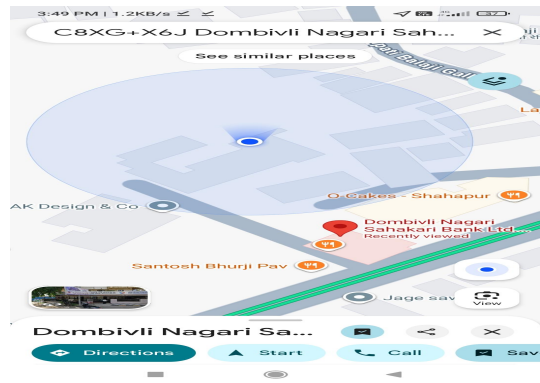 3:49 PM | 1.2KB/s
C8XG+X6J Dombivli Nagari Sah...
See similar places
La
AK Design & Co
O Cakes - Shahapur
Dombivli Nagari
Sahakari Bank Ltd...
Recently viewed
Santosh Bhurji Pav
Jage
View
Dombivli Nagari Sa...
Directions
Start
Call
Sav